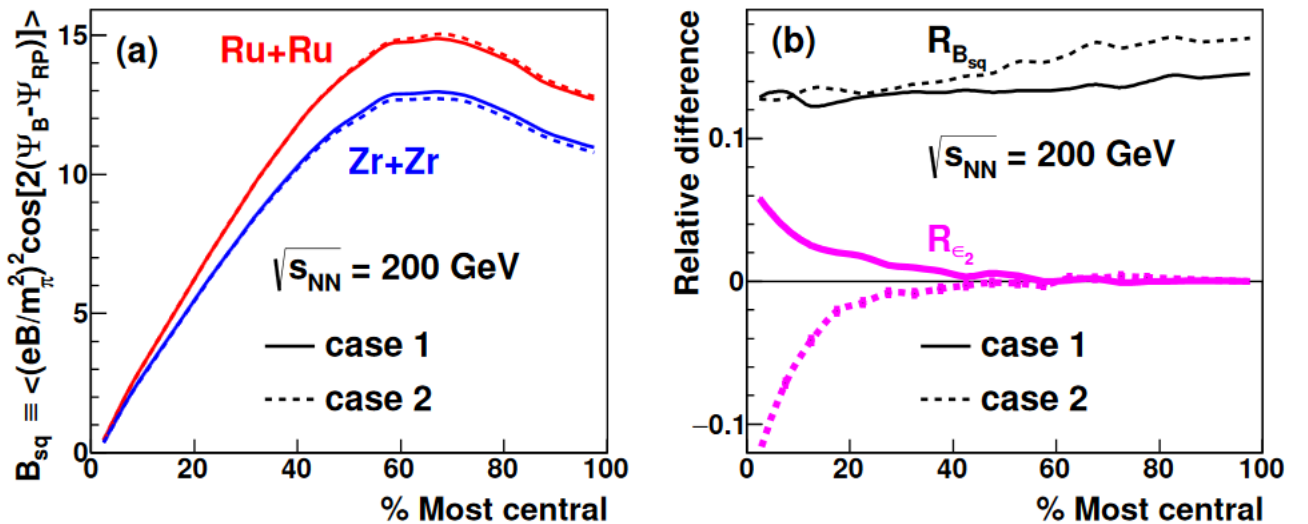 B_sq ≡ <(eB/m_π^2)^2cos[2(Ψ_B-Ψ_RP)]>
15
10
5
0
(a)
Ru+Ru
Zr+Zr
√s_NN = 200 GeV
case 1
case 2
0 20 40 60 80 100
% Most central
Relative difference
0.1
0
−0.1
(b)
R_B_sq
√s_NN = 200 GeV
R_ϵ_2
case 1
case 2
0 20 40 60 80 100
% Most central